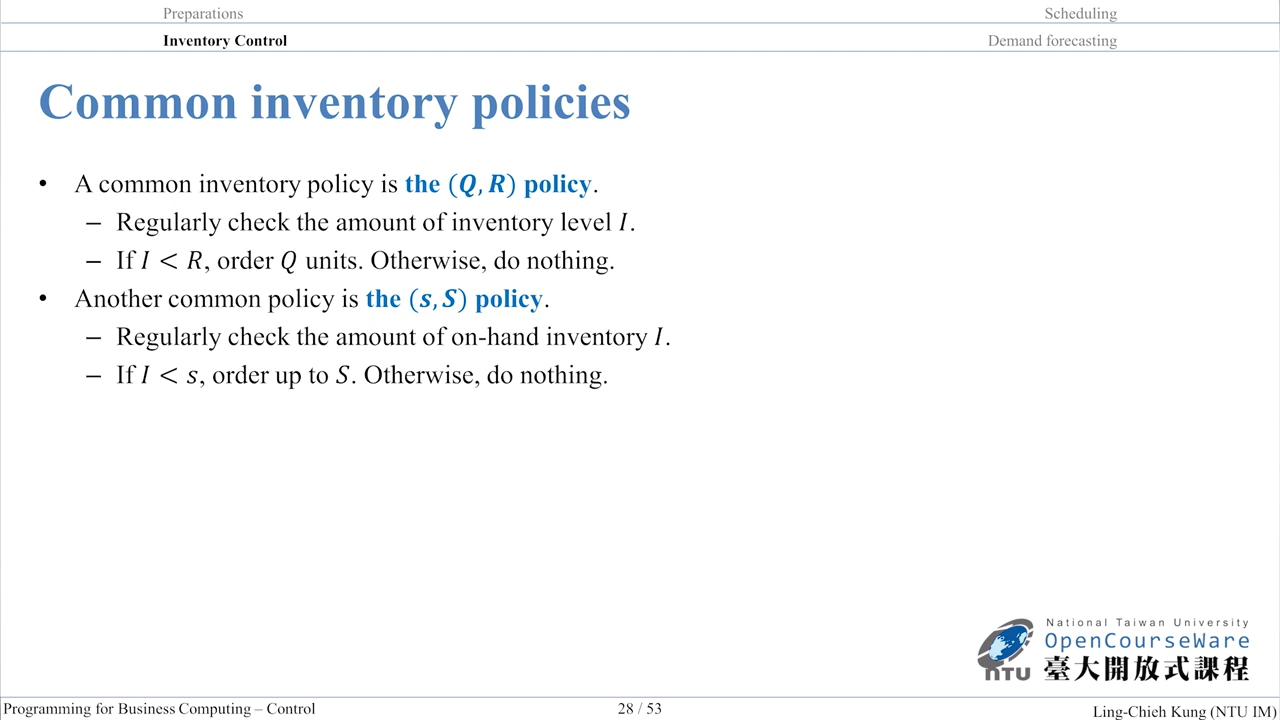 Preparations Scheduling
Inventory Control Demand forecasting
Common inventory policies
• A common inventory policy is the (Q, R) policy.
– Regularly check the amount of inventory level I.
– If I < R, order Q units. Otherwise, do nothing.
• Another common policy is the (s, S) policy.
– Regularly check the amount of on-hand inventory I.
– If I < s, order up to S. Otherwise, do nothing.
National Taiwan University
OpenCourseWare
臺大開放式課程
NTU
Programming for Business Computing – Control 28 / 53 Ling-Chieh Kung (NTU IM)